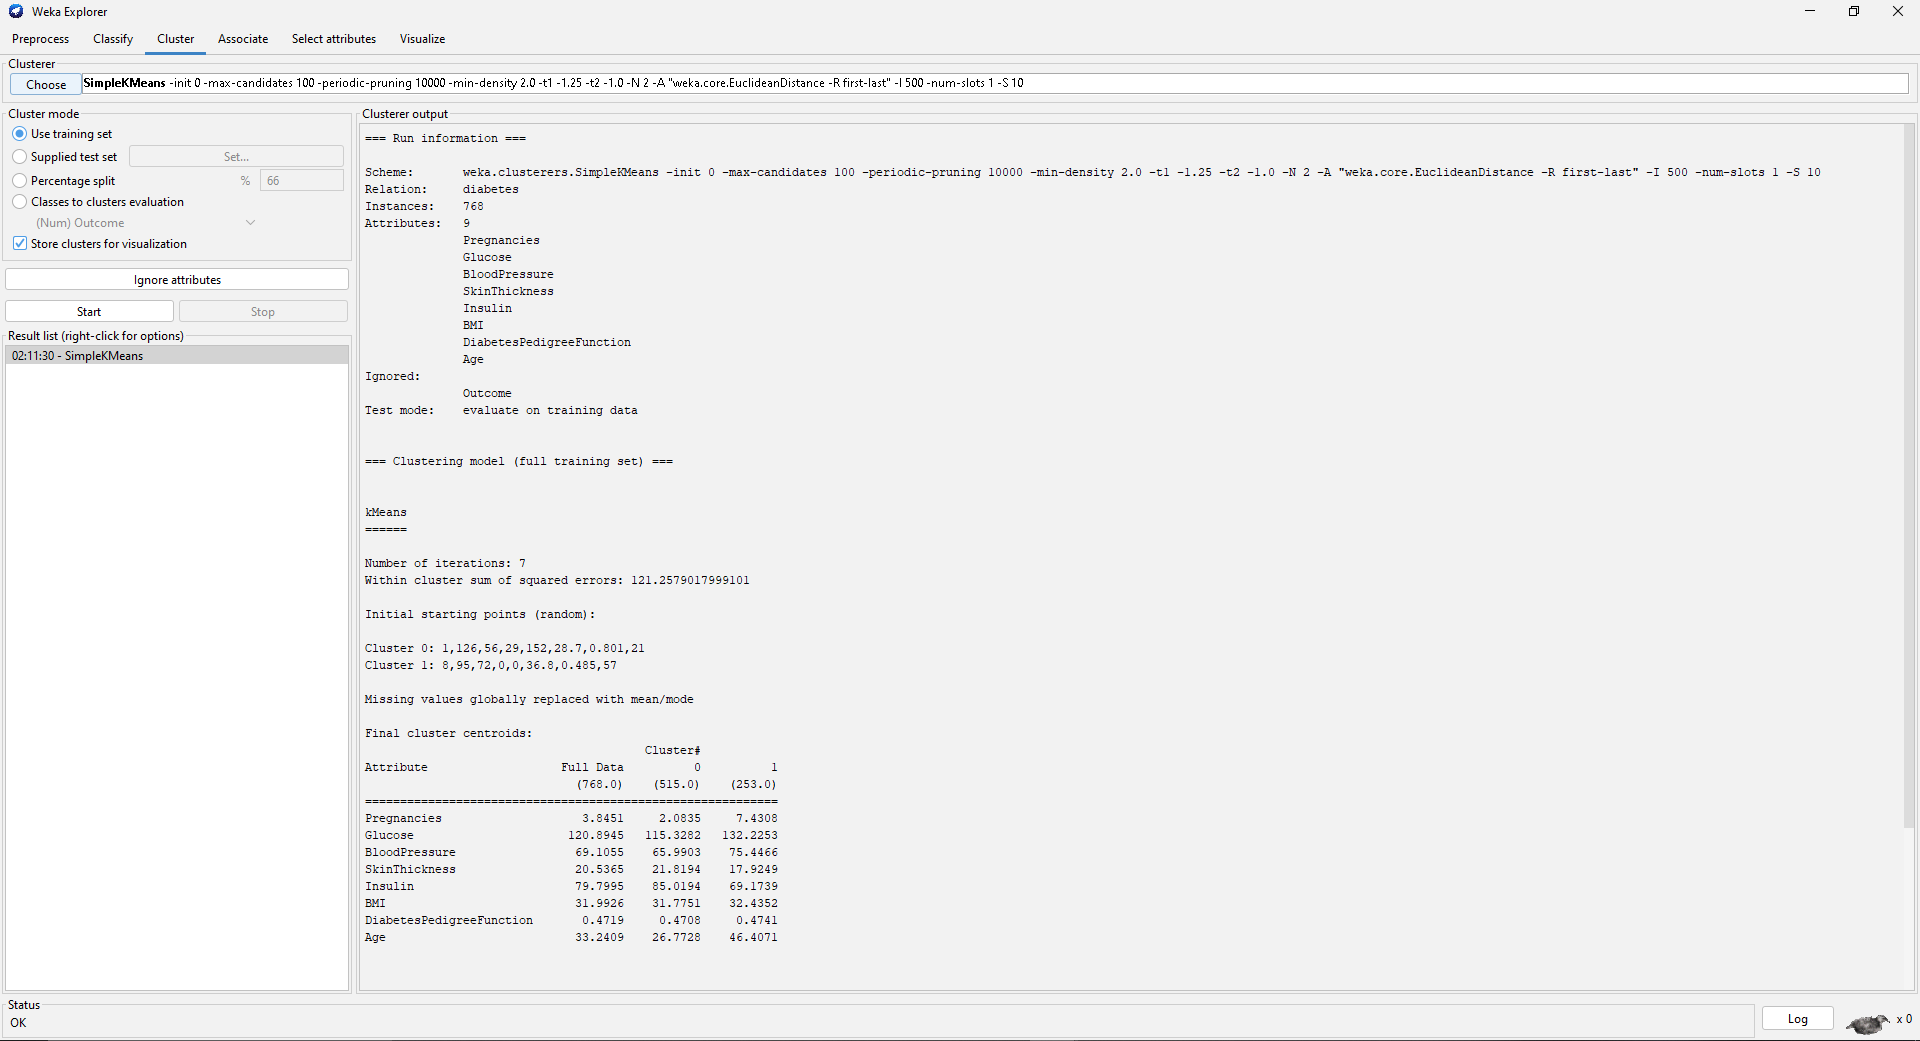 Weka Explorer
Preprocess Classify Cluster Associate Select attributes Visualize
Clusterer
Choose SimpleKMeans -init 0 -max-candidates 100 -periodic-pruning 10000 -min-density 2.0 -t1 -1.25 -t2 -1.0 -N 2 -A "weka.core.EuclideanDistance -R first-last" -I 500 -num-slots 1 -S 10
Cluster mode
Use training set
Supplied test set Set...
Percentage split % 66
Classes to clusters evaluation
(Num) Outcome
Store clusters for visualization
Ignore attributes
Start Stop
Result list (right-click for options)
02:11:30 - SimpleKMeans
Clusterer output
=== Run information ===
Scheme: weka.clusterers.SimpleKMeans -init 0 -max-candidates 100 -periodic-pruning 10000 -min-density 2.0 -t1 -1.25 -t2 -1.0 -N 2 -A "weka.core.EuclideanDistance -R first-last" -I 500 -num-slots 1 -S 10
Relation: diabetes
Instances: 768
Attributes: 9
Pregnancies
Glucose
BloodPressure
SkinThickness
Insulin
BMI
DiabetesPedigreeFunction
Age
Ignored:
Outcome
Test mode: evaluate on training data
=== Clustering model (full training set) ===
kMeans
======
Number of iterations: 7
Within cluster sum of squared errors: 121.2579017999101
Initial starting points (random):
Cluster 0: 1,126,56,29,152,28.7,0.801,21
Cluster 1: 8,95,72,0,0,36.8,0.485,57
Missing values globally replaced with mean/mode
Final cluster centroids:
Cluster#
Attribute Full Data 0 1
(768.0) (515.0) (253.0)
===========================================================
Pregnancies 3.8451 2.0835 7.4308
Glucose 120.8945 115.3282 132.2253
BloodPressure 69.1055 65.9903 75.4466
SkinThickness 20.5365 21.8194 17.9249
Insulin 79.7995 85.0194 69.1739
BMI 31.9926 31.7751 32.4352
DiabetesPedigreeFunction 0.4719 0.4708 0.4741
Age 33.2409 26.7728 46.4071
Status
OK
Log x 0